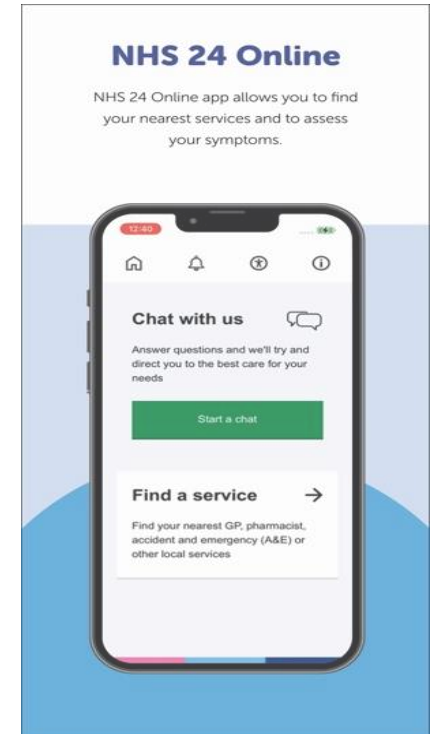 NHS 24 Online
NHS 24 Online app allows you to find
your nearest services and to assess
your symptoms.
12:40
Chat with us
Answer questions and we'll try and
direct you to the best care for your
needs
Start a chat
Find a service
Find your nearest GP, pharmacist,
accident and emergency (A&E) or
other local services